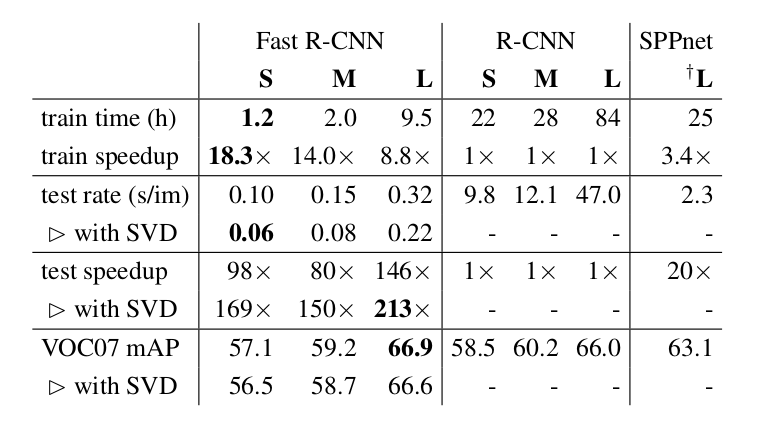 Fast R-CNN R-CNN SPPnet
S M L S M L †L
train time (h) 1.2 2.0 9.5 22 28 84 25
train speedup 18.3× 14.0× 8.8× 1× 1× 1× 3.4×
test rate (s/im) 0.10 0.15 0.32 9.8 12.1 47.0 2.3
▷ with SVD 0.06 0.08 0.22 - - - -
test speedup 98× 80× 146× 1× 1× 1× 20×
▷ with SVD 169× 150× 213× - - - -
VOC07 mAP 57.1 59.2 66.9 58.5 60.2 66.0 63.1
▷ with SVD 56.5 58.7 66.6 - - - -